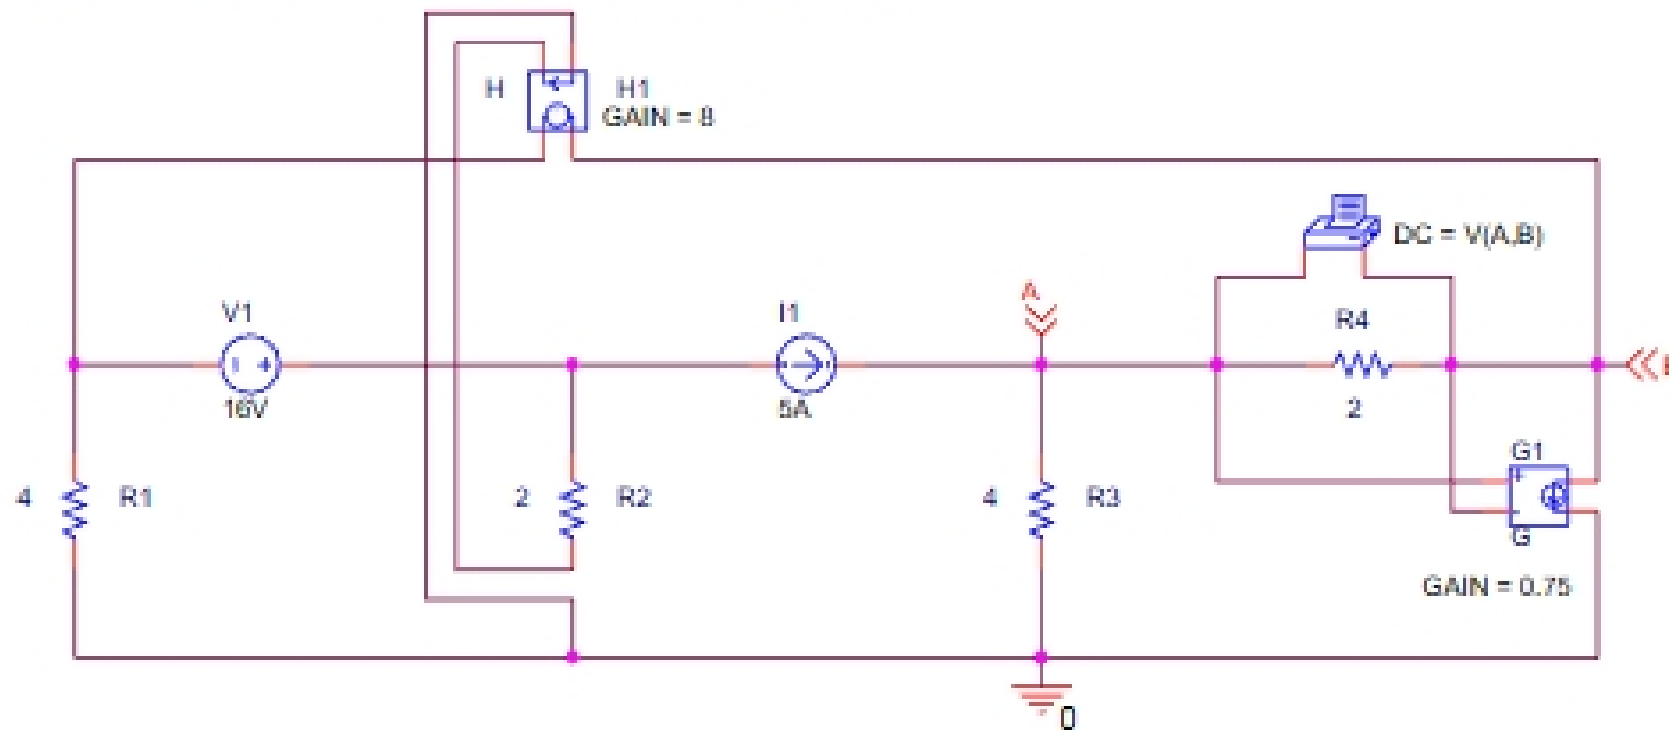 H
H1
GAIN = 8
DC = V(A,B)
A
V1
I1
R4
16V
5A
2
G1
4
R1
2
R2
4
R3
G
GAIN = 0.75
0